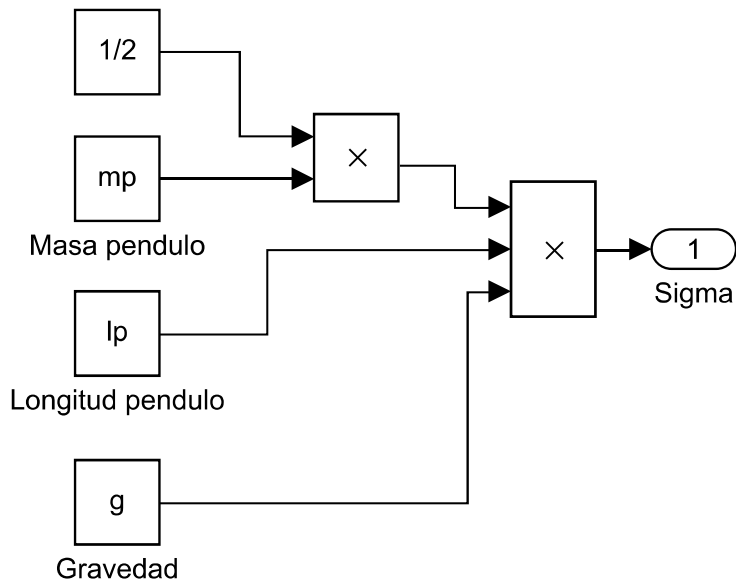 1/2
×
mp
Masa pendulo
×
1
Sigma
lp
Longitud pendulo
g
Gravedad